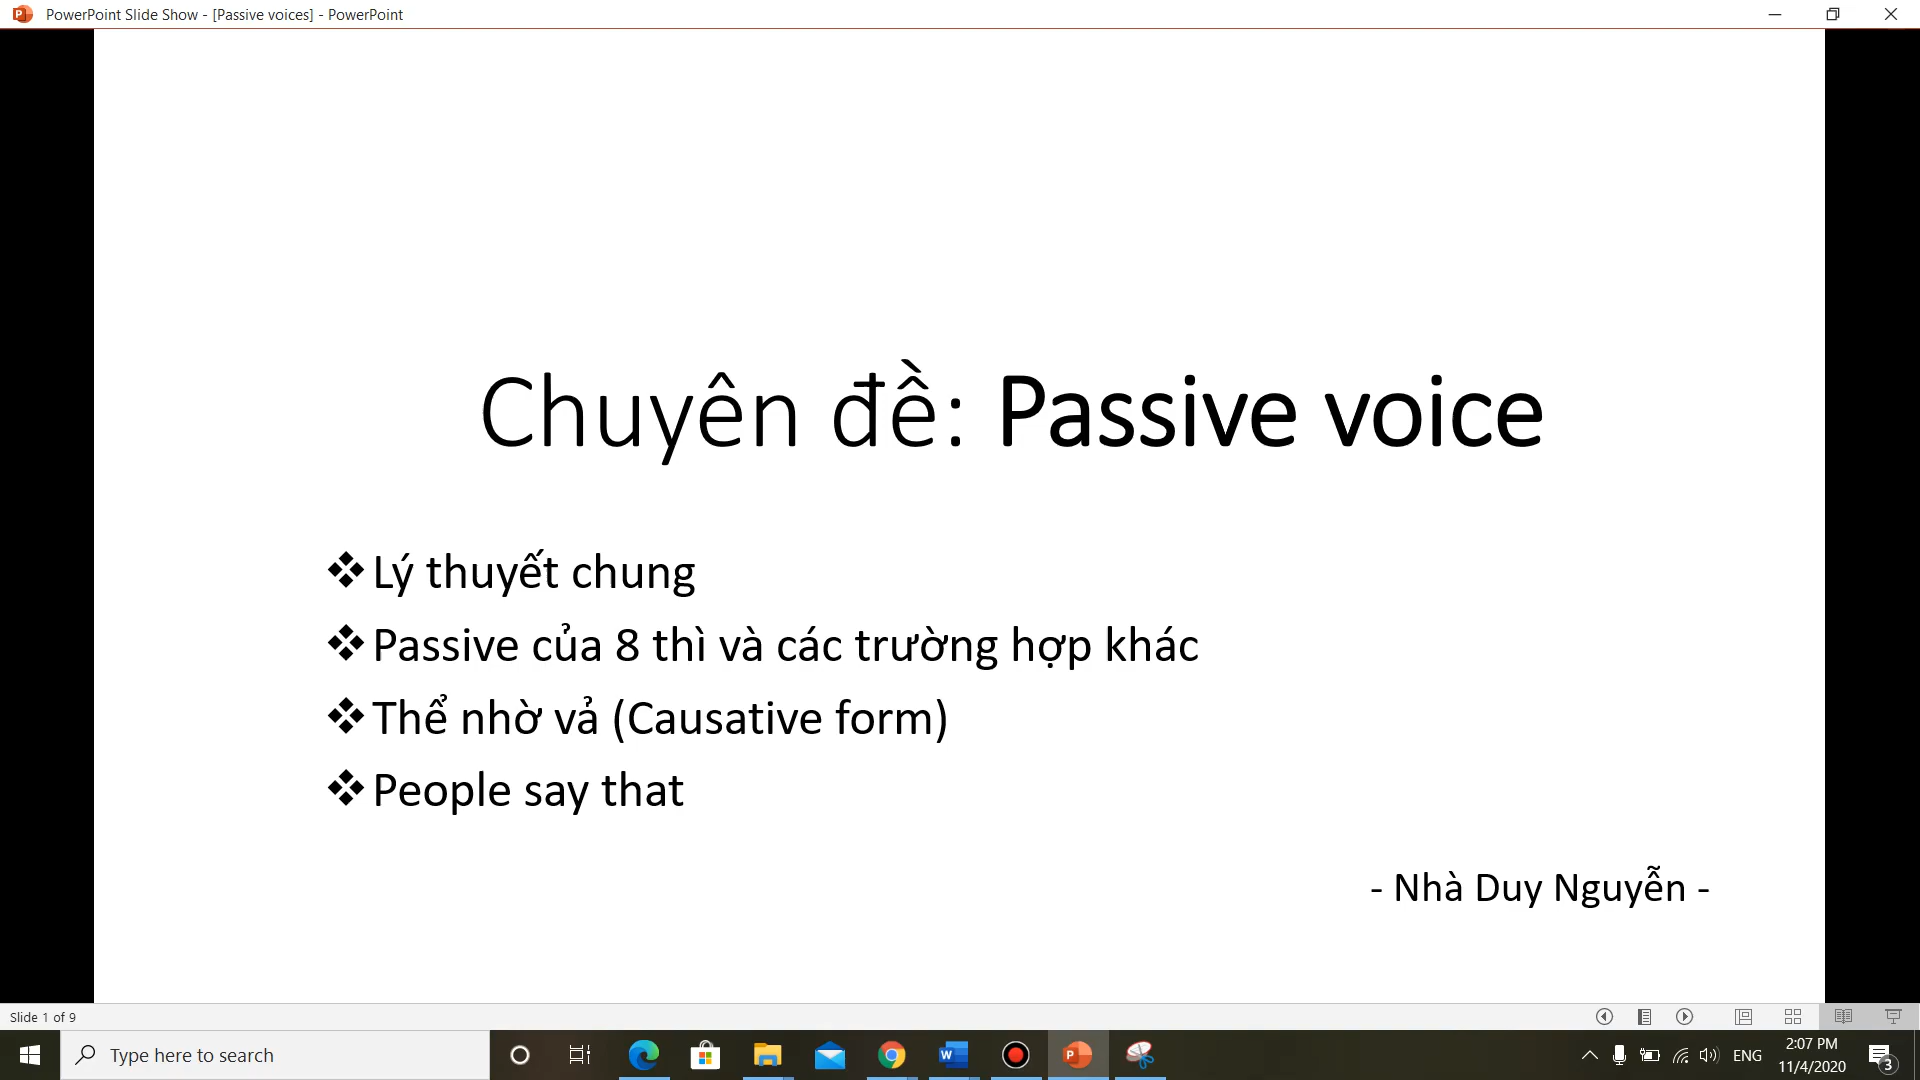 PowerPoint Slide Show - [Passive voices] - PowerPoint
Chuyên đề: Passive voice
❖Lý thuyết chung
❖Passive của 8 thì và các trường hợp khác
❖Thể nhờ vả (Causative form)
❖People say that
- Nhà Duy Nguyễn -
Slide 1 of 9
Type here to search
ENG
2:07 PM
11/4/2020
3